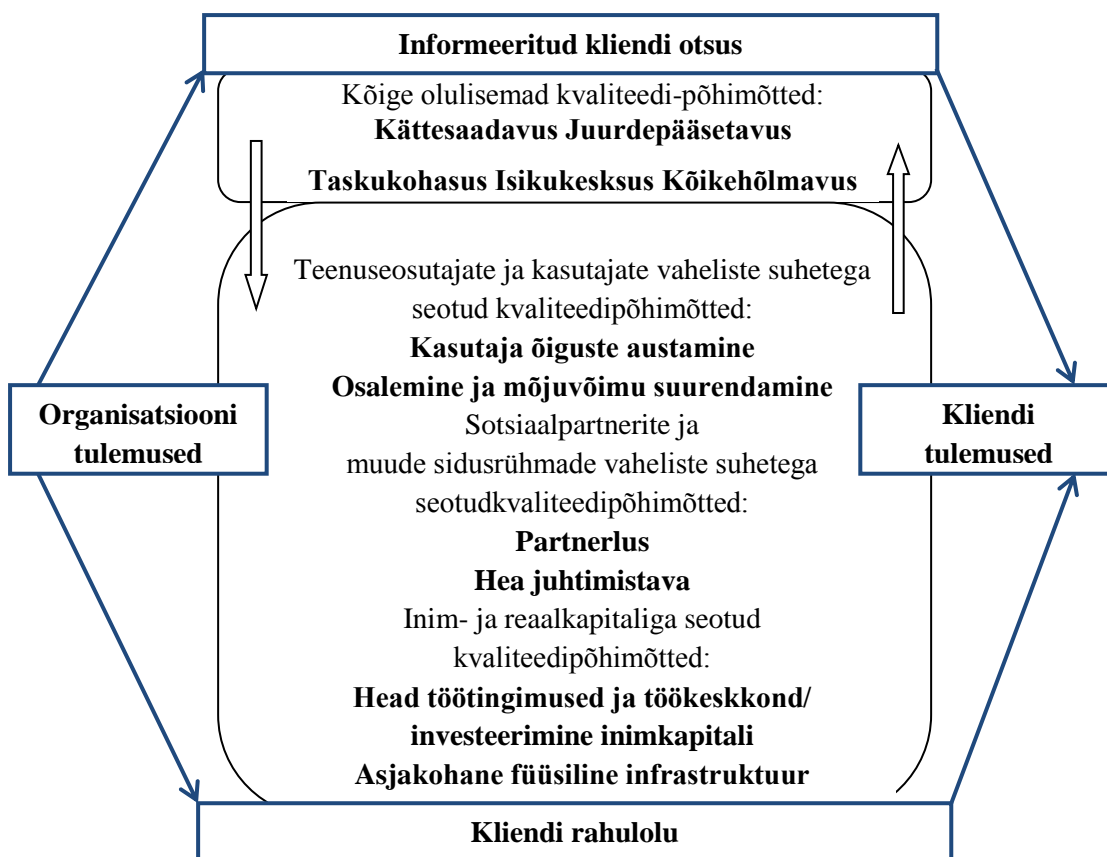 Informeeritud kliendi otsus
Kõige olulisemad kvaliteedi-põhimõtted:
Kättesaadavus Juurdepääsetavus
Taskukohasus Isikukesksus Kõikehõlmavus
Teenuseosutajate ja kasutajate vaheliste suhetega
seotud kvaliteedipõhimõtted:
Kasutaja õiguste austamine
Osalemine ja mõjuvõimu suurendamine
Sotsiaalpartnerite ja
muude sidusrühmade vaheliste suhetega
seotudkvaliteedipõhimõtted:
Partnerlus
Hea juhtimistava
Inim- ja reaalkapitaliga seotud
kvaliteedipõhimõtted:
Head töötingimused ja töökeskkond/
investeerimine inimkapitali
Asjakohane füüsiline infrastruktuur
Organisatsiooni
tulemused
Kliendi
tulemused
Kliendi rahulolu